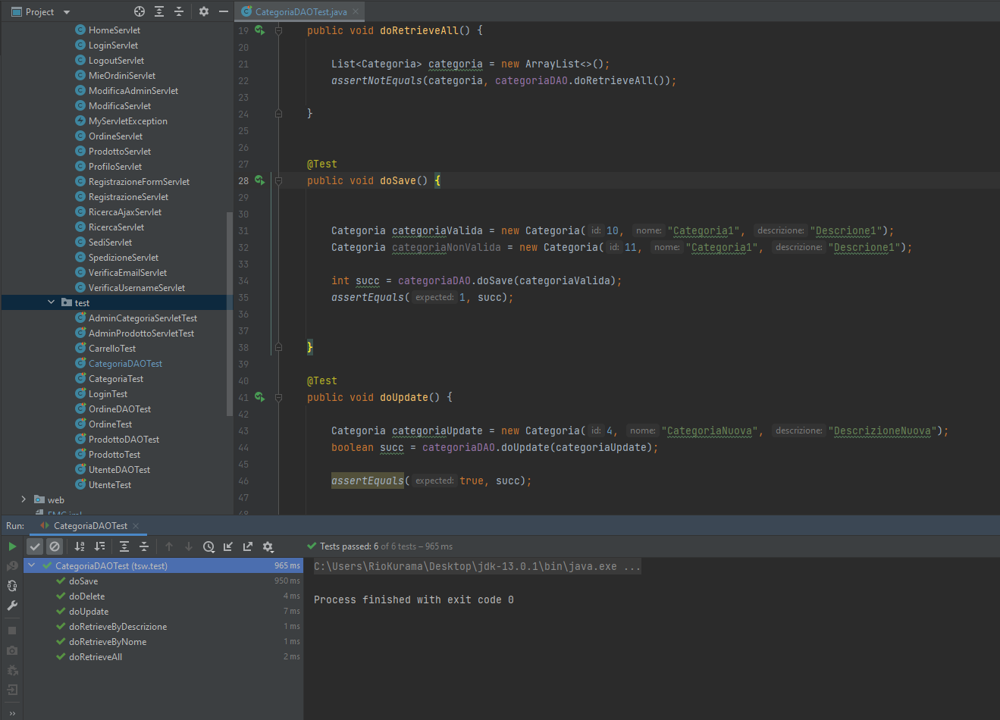 Project
HomeServlet
LoginServlet
LogoutServlet
MieOrdiniServlet
ModificaAdminServlet
ModificaServlet
MyServletException
OrdineServlet
ProdottoServlet
ProfiloServlet
RegistrazioneFormServlet
RegistrazioneServlet
RicercaAjaxServlet
RicercaServlet
SediServlet
SpedizioneServlet
VerificaEmailServlet
VerificaUsernameServlet
test
AdminCategoriaServletTest
AdminProdottoServletTest
CarrelloTest
CategoriaDAOTest
CategoriaTest
LoginTest
OrdineDAOTest
OrdineTest
ProdottoDAOTest
ProdottoTest
UtenteDAOTest
UtenteTest
web
CategoriaDAOTest.java
19 public void doRetrieveAll() {
20
21 List<Categoria> categoria = new ArrayList<>();
22 assertNotEquals(categoria, categoriaDAO.doRetrieveAll());
23
24 }
25
26
27 @Test
28 public void doSave() {
29
30
31 Categoria categoriaValida = new Categoria( id: 10, nome: "Categoria1", descrizione: "Descrione1");
32 Categoria categoriaNonValida = new Categoria( id: 11, nome: "Categoria1", descrizione: "Descrione1");
33
34 int succ = categoriaDAO.doSave(categoriaValida);
35 assertEquals( expected: 1, succ);
36
37
38 }
39
40 @Test
41 public void doUpdate() {
42
43 Categoria categoriaUpdate = new Categoria( id: 4, nome: "CategoriaNuova", descrizione: "DescrizioneNuova");
44 boolean succ = categoriaDAO.doUpdate(categoriaUpdate);
45
46 assertEquals( expected: true, succ);
47
Run: CategoriaDAOTest
Tests passed: 6 of 6 tests – 965 ms
CategoriaDAOTest (tsw.test) 965 ms
doSave 950 ms
doDelete 4 ms
doUpdate 7 ms
doRetrieveByDescrizione 1 ms
doRetrieveByNome 1 ms
doRetrieveAll 2 ms
C:\Users\RioKurama\Desktop\jdk-13.0.1\bin\java.exe ...
Process finished with exit code 0